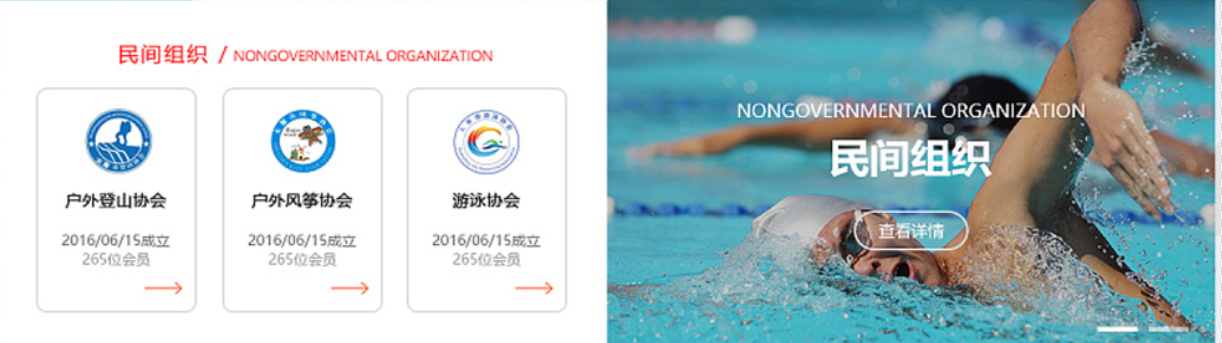 民间组织 / NONGOVERNMENTAL ORGANIZATION
户外登山协会
2016/06/15成立
265位会员
户外风筝协会
2016/06/15成立
265位会员
游泳协会
2016/06/15成立
265位会员
NONGOVERNMENTAL ORGANIZATION
民间组织
查看详情